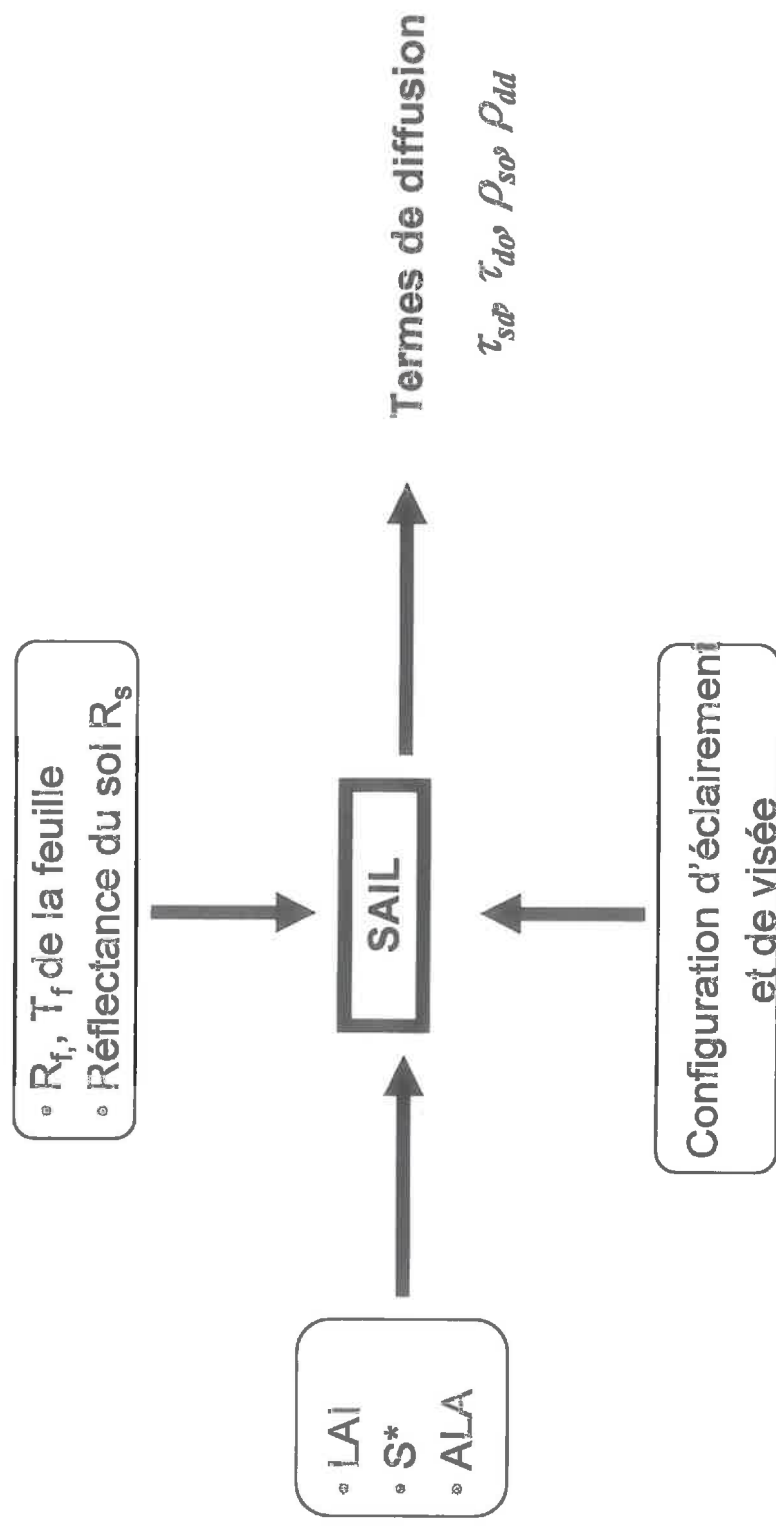 • R_f, T_f de la feuille
• Réflectance du sol R_s
• LAI
• S*
• ALA
SAIL
Termes de diffusion
τ_sd, τ_do, ρ_so, ρ_dd
Configuration d'éclairement
et de visée